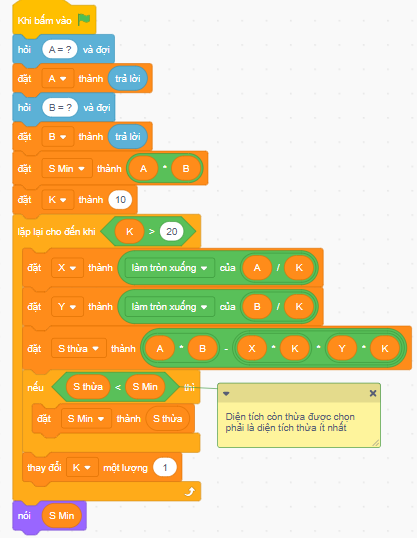 Khi bấm vào
hỏi A = ? và đợi
đặt A thành trả lời
hỏi B = ? và đợi
đặt B thành trả lời
đặt S Min thành A * B
đặt K thành 10
lặp lại cho đến khi K > 20
đặt X thành làm tròn xuống của A / K
đặt Y thành làm tròn xuống của B / K
đặt S thừa thành A * B - X * K * Y * K
nếu S thừa < S Min thì
Diện tích còn thừa được chọn
đặt S Min thành S thừa
phải là diện tích thừa ít nhất
thay đổi K một lượng 1
nói S Min